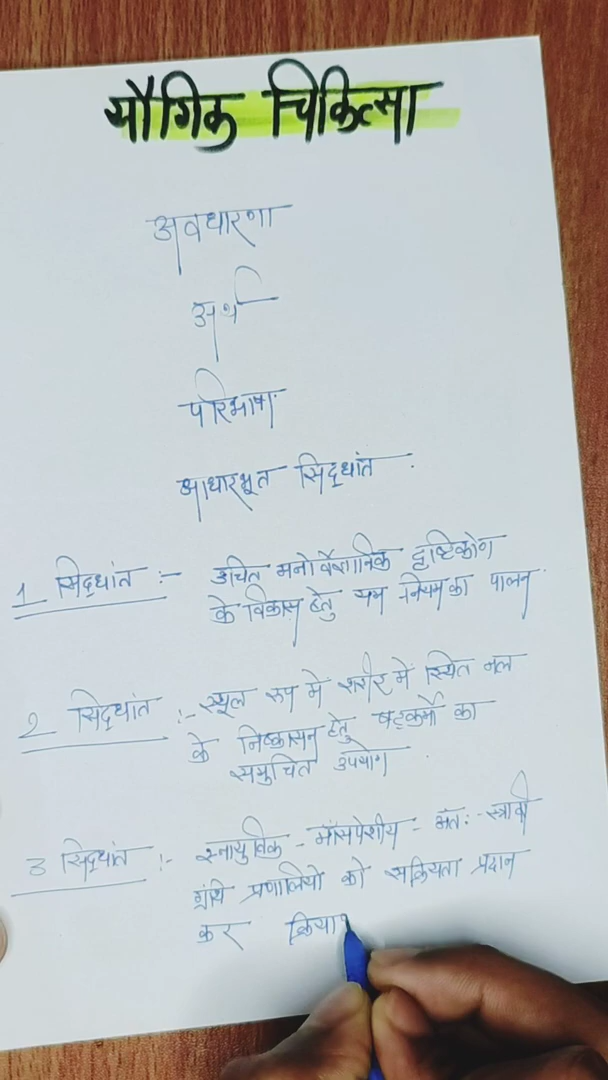 यौगिक चिकित्सा
अवधारणा
अर्थ
परिभाषा
आधारभूत सिद्धांत .
1 सिद्धांत :- उचित मनोवैज्ञानिक दृष्टिकोण
के विकास हेतु यम नियम का पालन
2 सिद्धांत :- स्थूल रूप में शरीर में स्थित मल
के निष्कासन हेतु षट्कर्मो का
समुचित उपयोग .
3 सिद्धांत :- स्नायुविक - मांसपेशीय - अंतः - स्त्रावी
ग्रंथि प्रणालियो को सक्रियता प्रदान
कर क्रिया